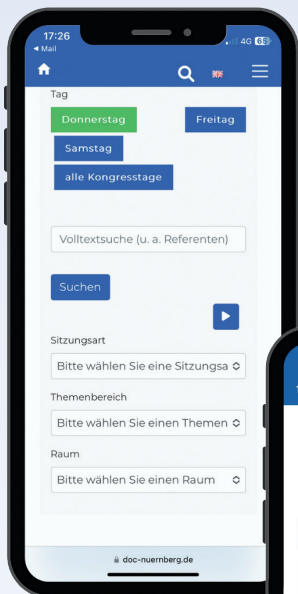 17:26
4G 65
◄ Mail
Tag
Donnerstag
Freitag
Samstag
alle Kongresstage
Volltextsuche (u. a. Referenten)
Suchen
Sitzungsart
Bitte wählen Sie eine Sitzungsa
Themenbereich
Bitte wählen Sie einen Themen
Raum
Bitte wählen Sie einen Raum
doc-nuernberg.de